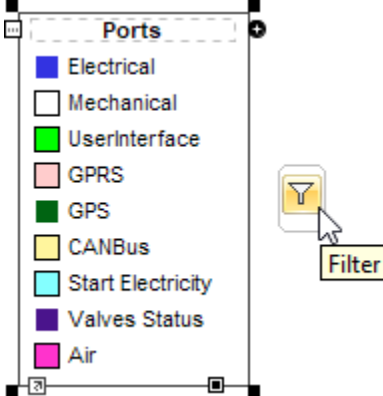 Ports
Electrical
Mechanical
UserInterface
GPRS
GPS
CANBus
Start Electricity
Valves Status
Air
Filter